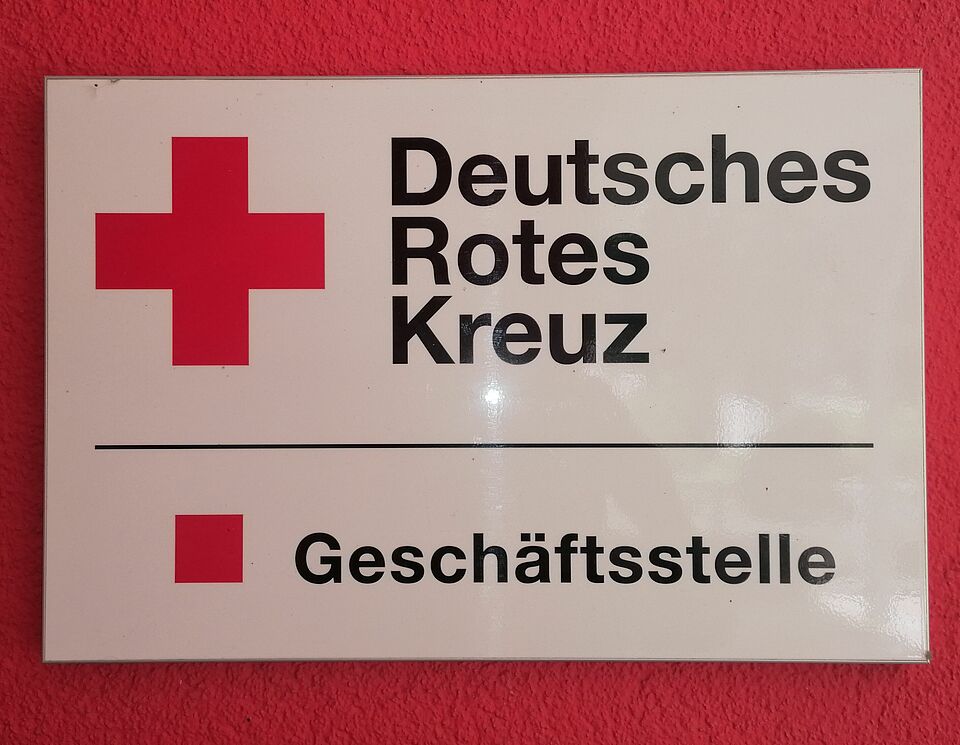 Deutsches
Rotes
Kreuz
Geschäftsstelle